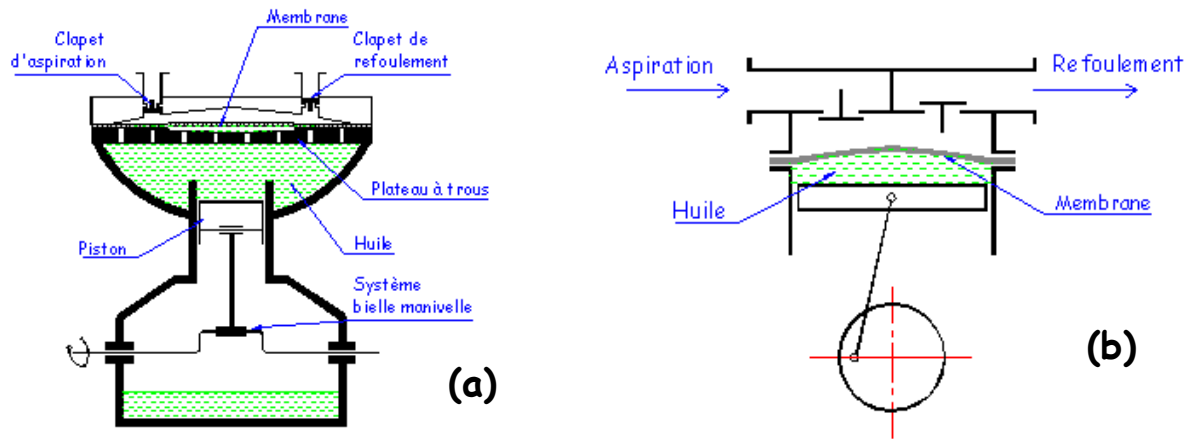 Membrane
Clapet
d'aspiration
Clapet de
refoulement
Plateau à trous
Huile
Piston
Système
bielle manivelle
(a)
Aspiration
Refoulement
Huile
Membrane
(b)